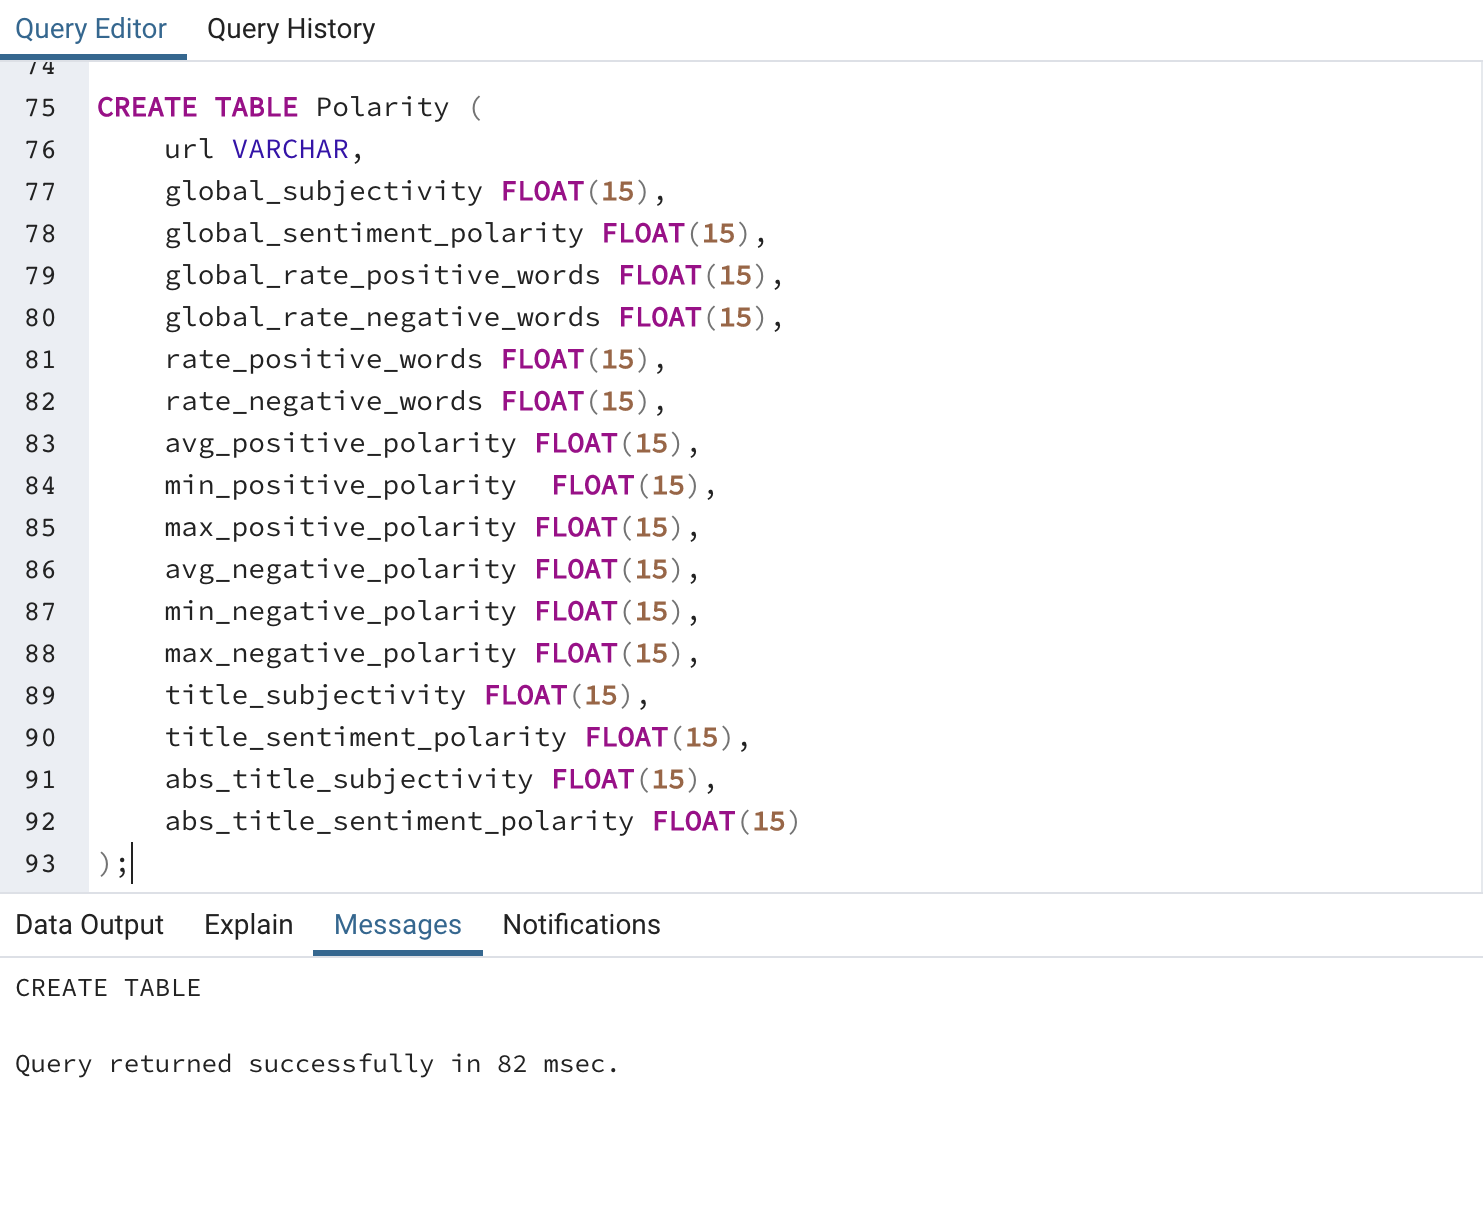 Query Editor Query History
74
75 CREATE TABLE Polarity (
76     url VARCHAR,
77     global_subjectivity FLOAT(15),
78     global_sentiment_polarity FLOAT(15),
79     global_rate_positive_words FLOAT(15),
80     global_rate_negative_words FLOAT(15),
81     rate_positive_words FLOAT(15),
82     rate_negative_words FLOAT(15),
83     avg_positive_polarity FLOAT(15),
84     min_positive_polarity  FLOAT(15),
85     max_positive_polarity FLOAT(15),
86     avg_negative_polarity FLOAT(15),
87     min_negative_polarity FLOAT(15),
88     max_negative_polarity FLOAT(15),
89     title_subjectivity FLOAT(15),
90     title_sentiment_polarity FLOAT(15),
91     abs_title_subjectivity FLOAT(15),
92     abs_title_sentiment_polarity FLOAT(15)
93 );
Data Output Explain Messages Notifications
CREATE TABLE
Query returned successfully in 82 msec.